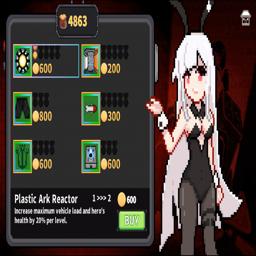 4863
600
200
800
300
600
600
Plastic Ark Reactor 1 >>> 2 600
Increase maximum vehicle load and hero's
health by 20% per level.
BUY